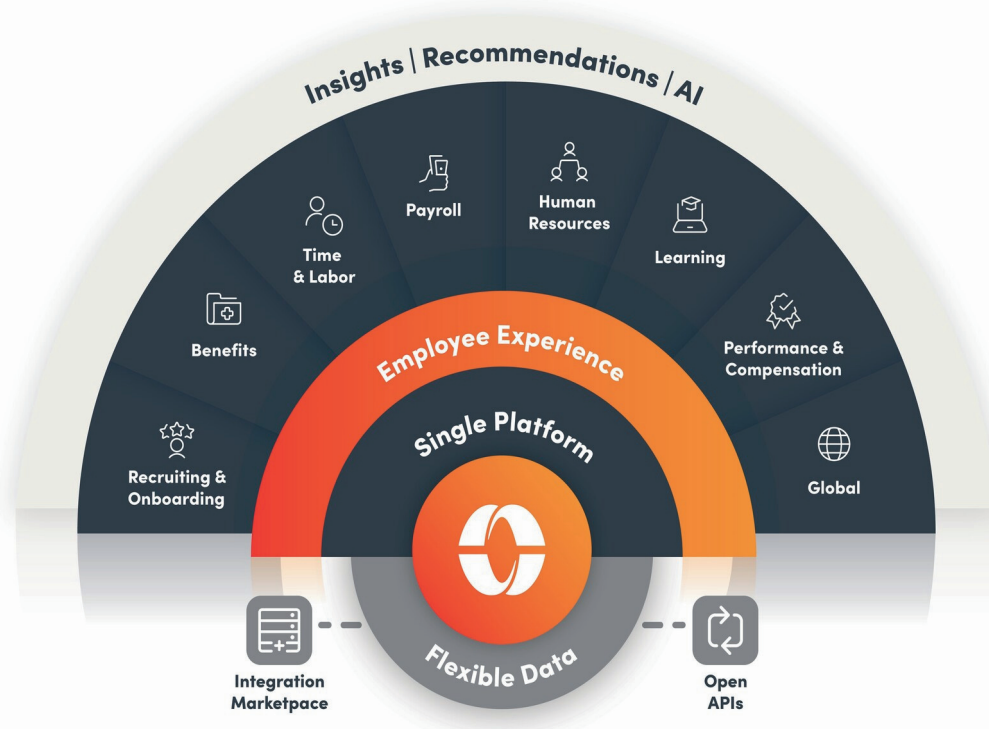 Insights | Recommendations | AI
Payroll
Human
Resources
Time
& Labor
Learning
Benefits
Performance &
Compensation
Recruiting &
Onboarding
Global
Employee Experience
Single Platform
Flexible Data
Integration
Marketpace
Open
APIs